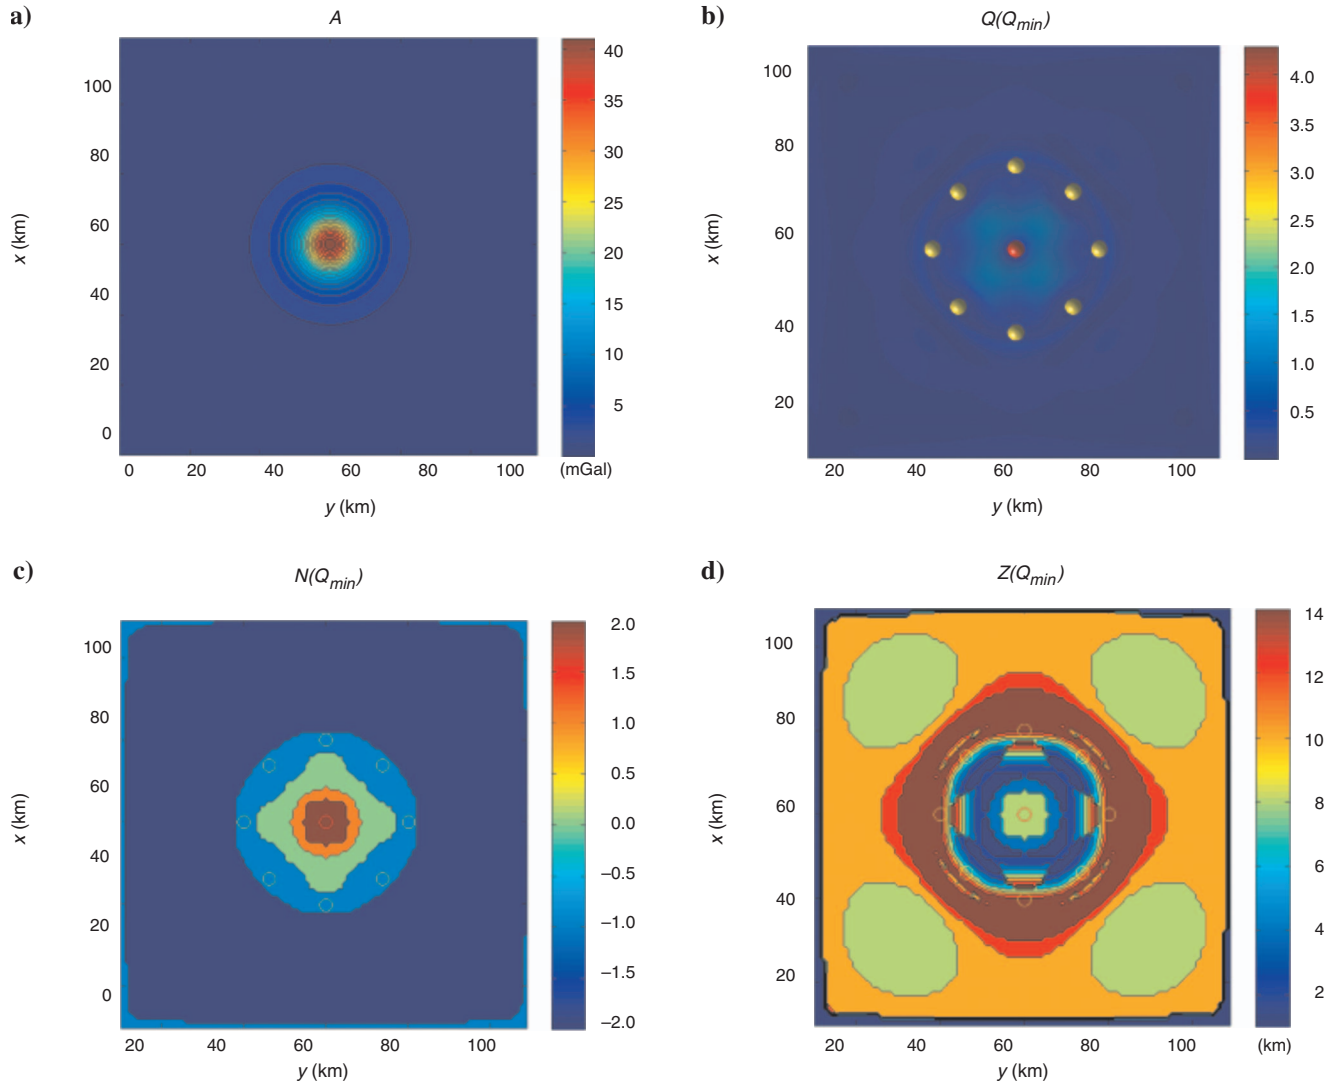 a)
A
x (km)
100
80
60
40
20
0
0 20 40 60 80 100
y (km)
40
35
30
25
20
15
10
5
(mGal)
b)
Q(Qmin)
x (km)
100
80
60
40
20
20 40 60 80 100
y (km)
4.0
3.5
3.0
2.5
2.0
1.5
1.0
0.5
c)
N(Qmin)
x (km)
100
80
60
40
20
0
20 40 60 80 100
y (km)
2.0
1.5
1.0
0.5
0.0
–0.5
–1.0
–1.5
–2.0
d)
Z(Qmin)
x (km)
100
80
60
40
20
20 40 60 80 100
y (km)
14
12
10
8
6
4
2
(km)